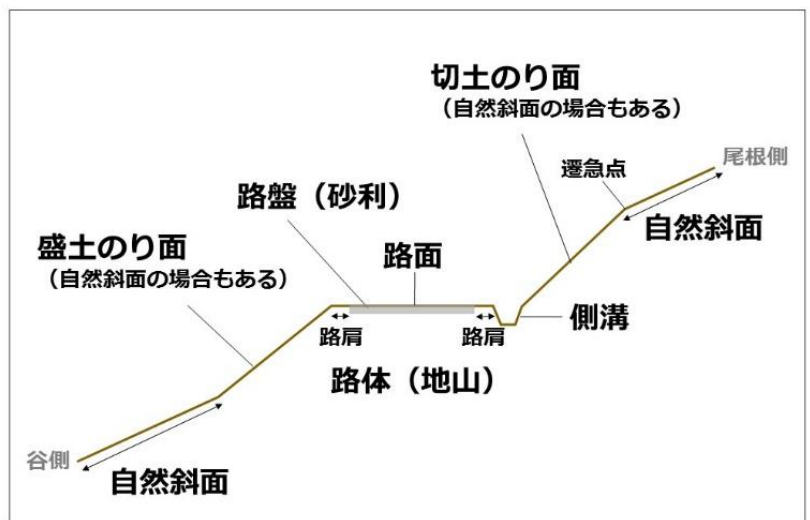 切土のり面
（自然斜面の場合もある）
尾根側
遷急点
路盤（砂利）
自然斜面
盛土のり面
（自然斜面の場合もある）
路面
側溝
路肩
路肩
路体（地山）
谷側
自然斜面